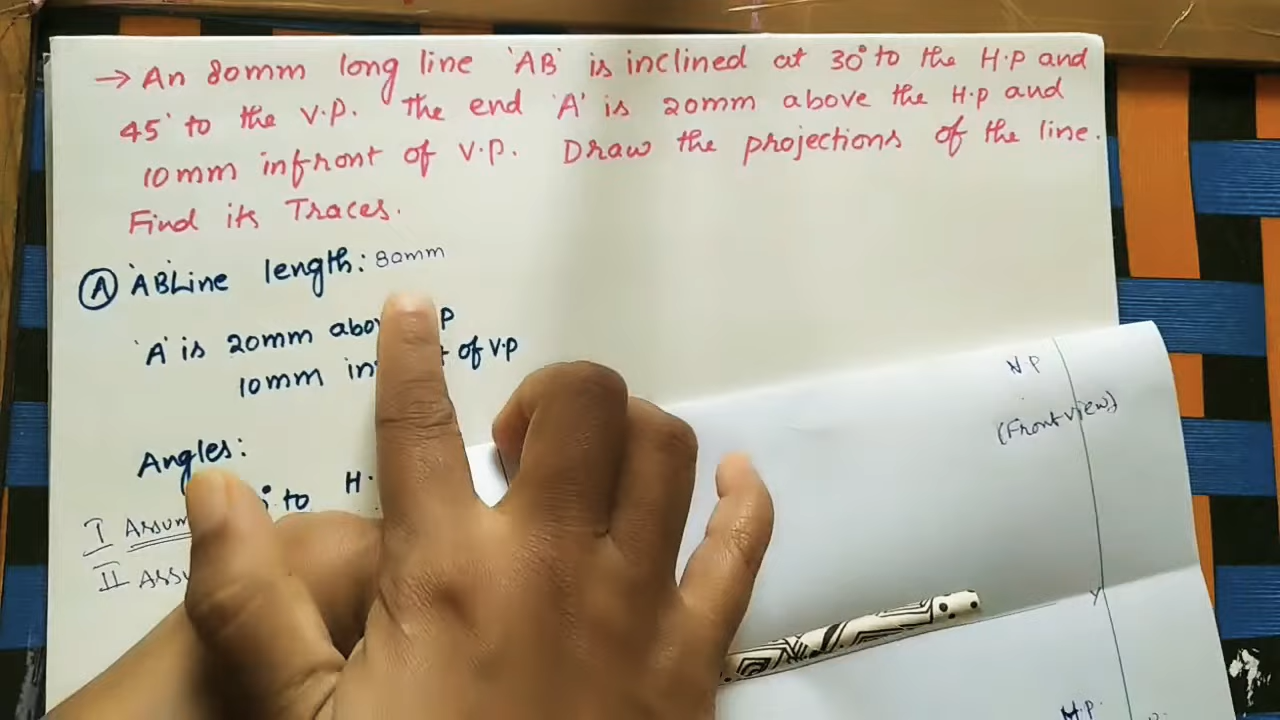 → An 80mm long line 'AB' is inclined at 30° to the H.P and
45° to the V.P. The end 'A' is 20mm above the H.p and
10mm infront of V.P. Draw the projections of the line.
Find its Traces.
Ⓐ 'AB' Line length: 80mm
'A' is 20mm P
10mm of V.P
Angles:
to H.
I
II
V.P
(Front view)
Y
H.P.